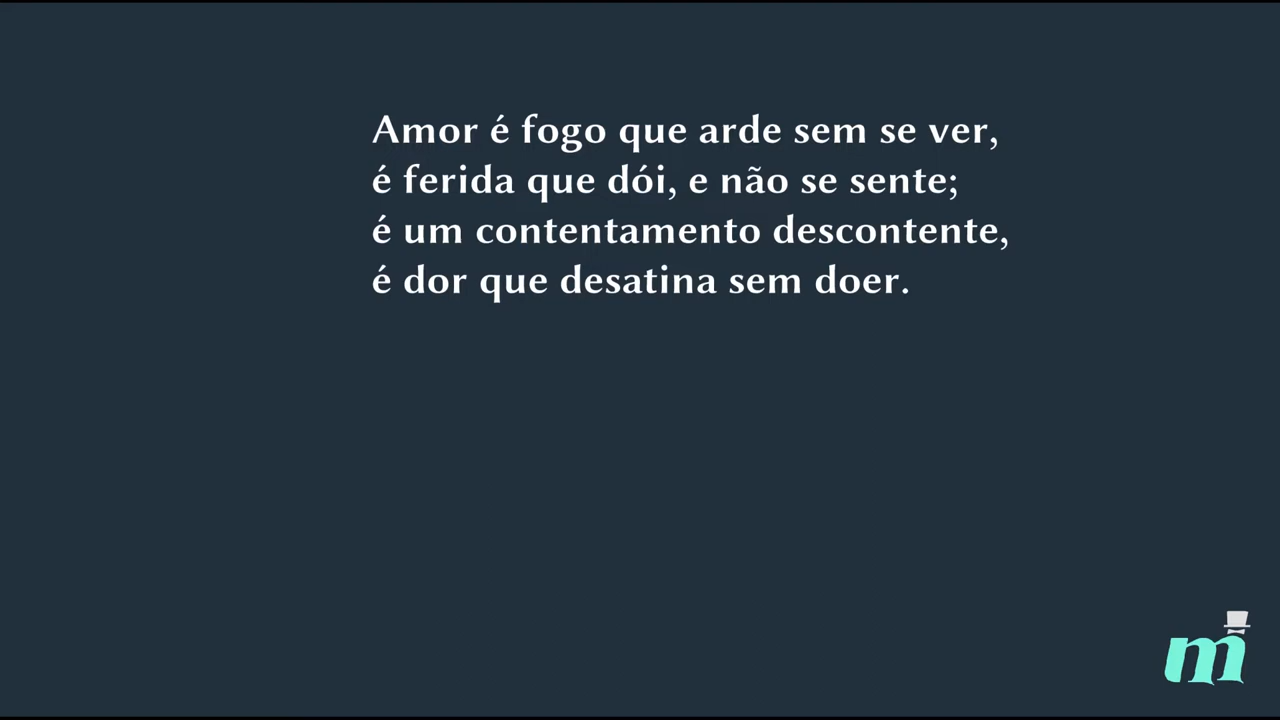 Amor é fogo que arde sem se ver,
é ferida que dói, e não se sente;
é um contentamento descontente,
é dor que desatina sem doer.
m